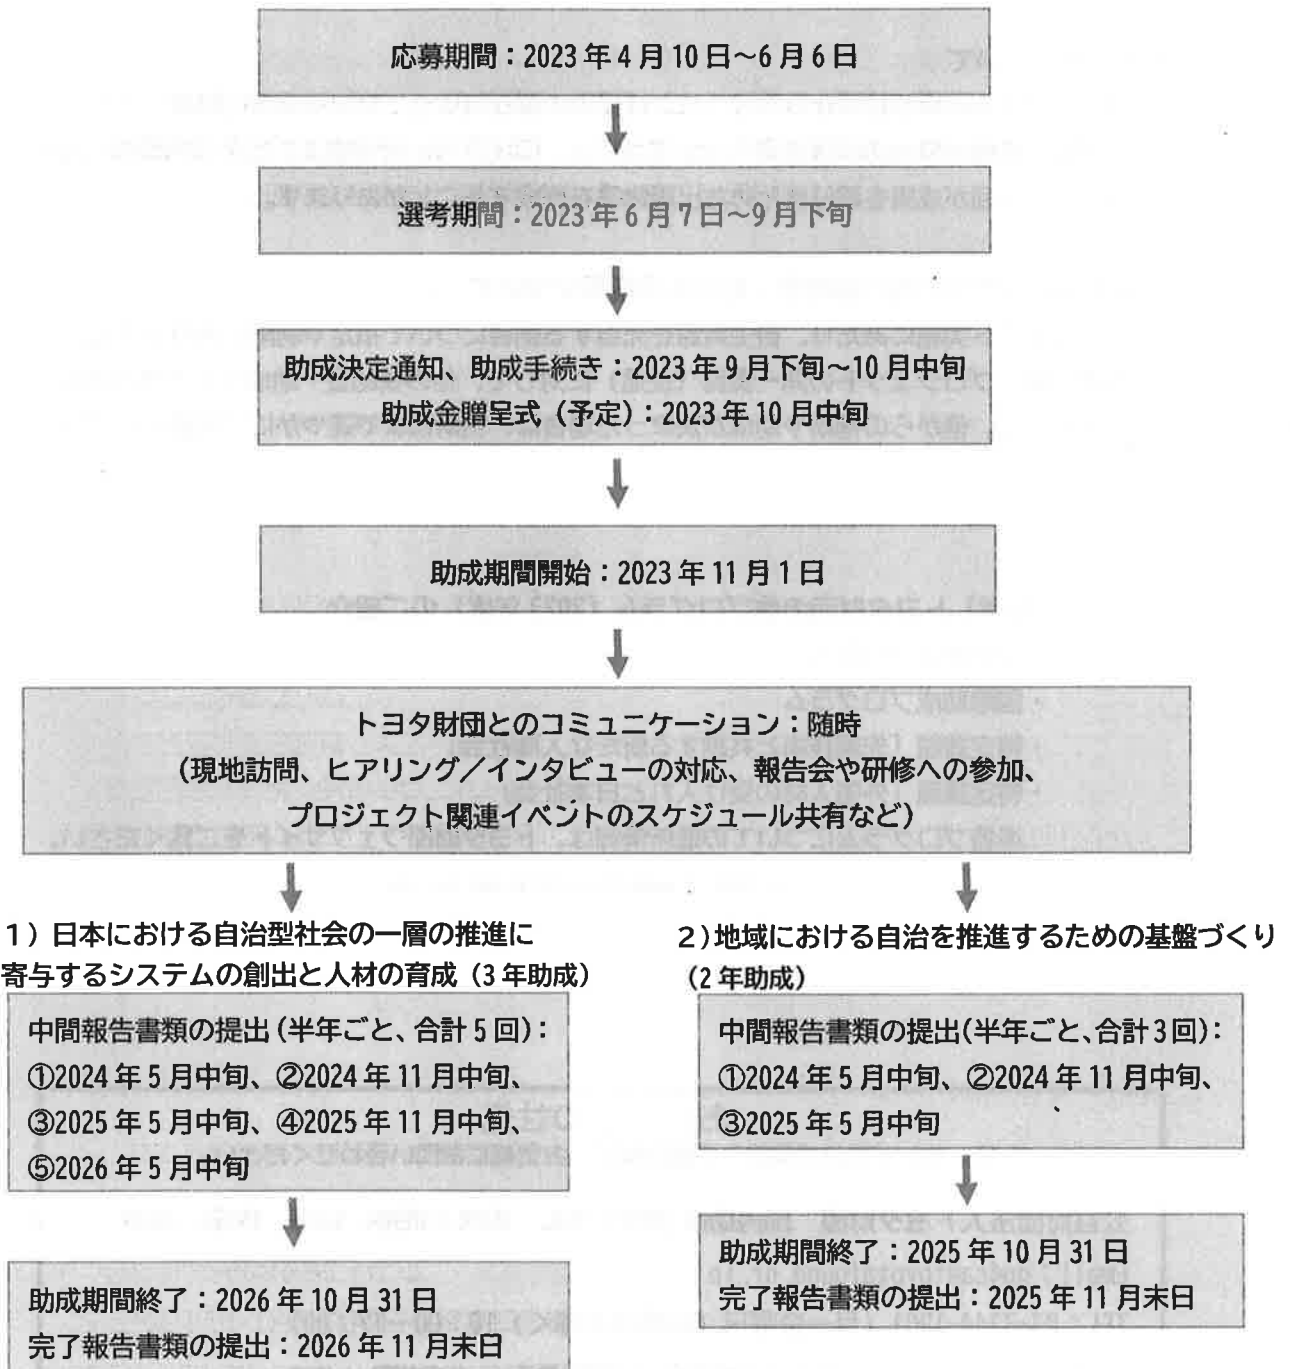 応募期間：2023年4月10日～6月6日
選考期間：2023年6月7日～9月下旬
助成決定通知、助成手続き：2023年9月下旬～10月中旬
助成金贈呈式（予定）：2023年10月中旬
助成期間開始：2023年11月1日
トヨタ財団とのコミュニケーション：随時
（現地訪問、ヒアリング／インタビューの対応、報告会や研修への参加、
プロジェクト関連イベントのスケジュール共有など）
1）日本における自治型社会の一層の推進に
寄与するシステムの創出と人材の育成（3年助成）
中間報告書類の提出（半年ごと、合計5回）：
①2024年5月中旬、②2024年11月中旬、
③2025年5月中旬、④2025年11月中旬、
⑤2026年5月中旬
助成期間終了：2026年10月31日
完了報告書類の提出：2026年11月末日
2）地域における自治を推進するための基盤づくり
（2年助成）
中間報告書類の提出（半年ごと、合計3回）：
①2024年5月中旬、②2024年11月中旬、
③2025年5月中旬
助成期間終了：2025年10月31日
完了報告書類の提出：2025年11月末日